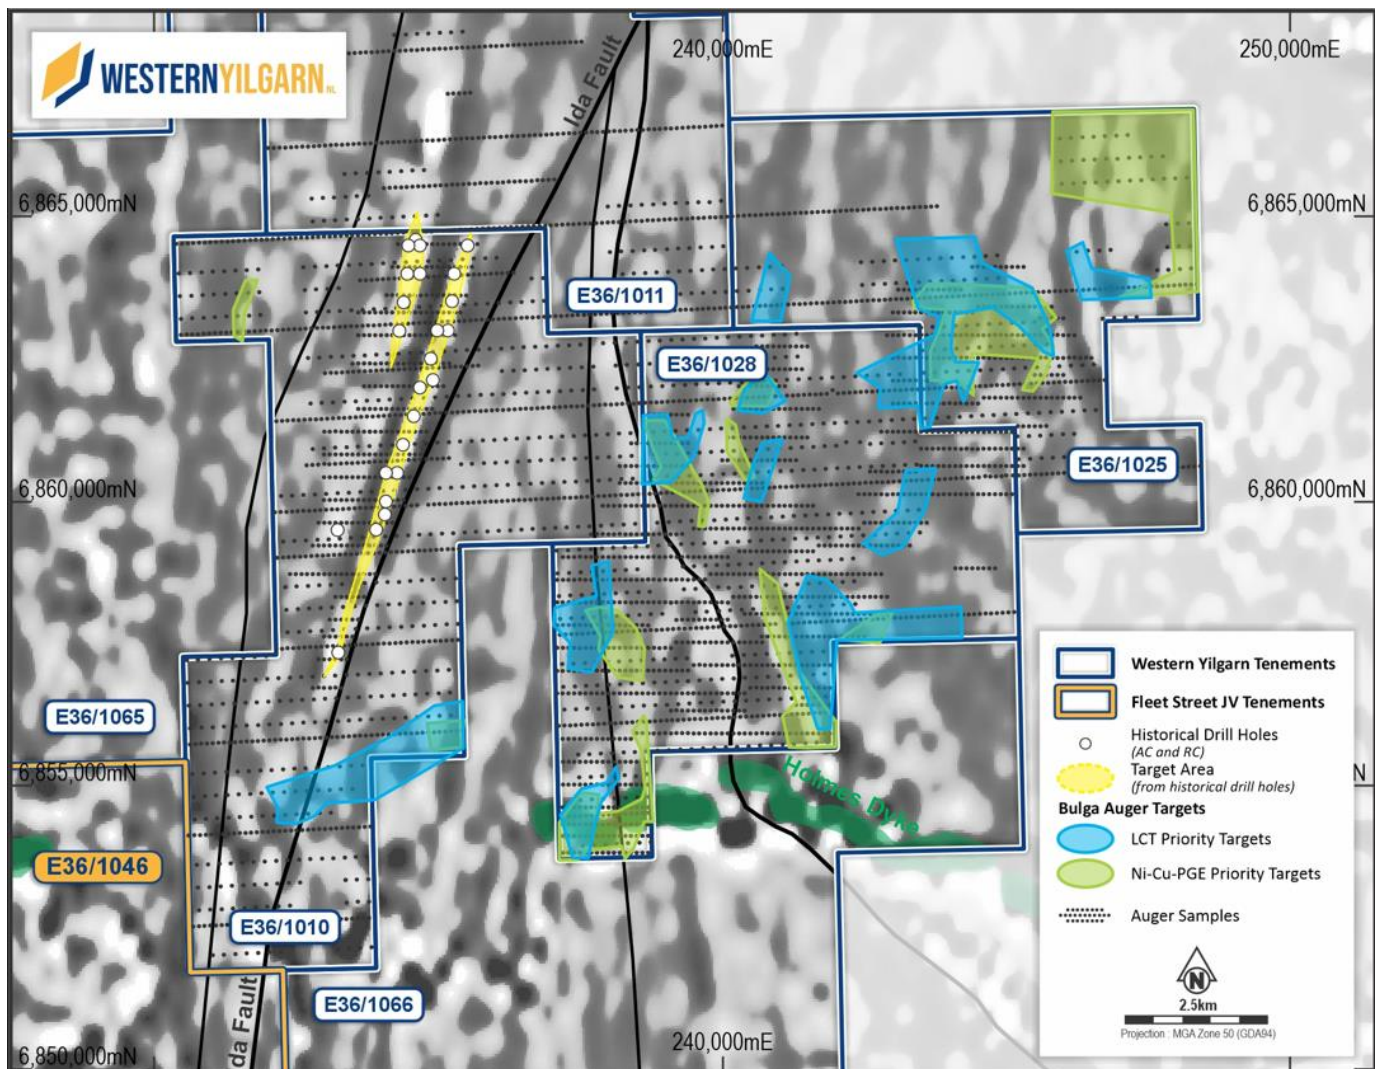 WESTERNYILGARN NL
240,000mE
250,000mE
Ida Fault
6,865,000mN
6,865,000mN
E36/1011
E36/1028
E36/1025
6,860,000mN
6,860,000mN
E36/1065
6,855,000mN
N
Holmes Dyke
E36/1046
E36/1010
E36/1066
da Fault
6,850,000mN
240,000mE
Western Yilgarn Tenements
Fleet Street JV Tenements
Historical Drill Holes
(AC and RC)
Target Area
(from historical drill holes)
Bulga Auger Targets
LCT Priority Targets
Ni-Cu-PGE Priority Targets
Auger Samples
N
2.5km
Projection : MGA Zone 50 (GDA94)